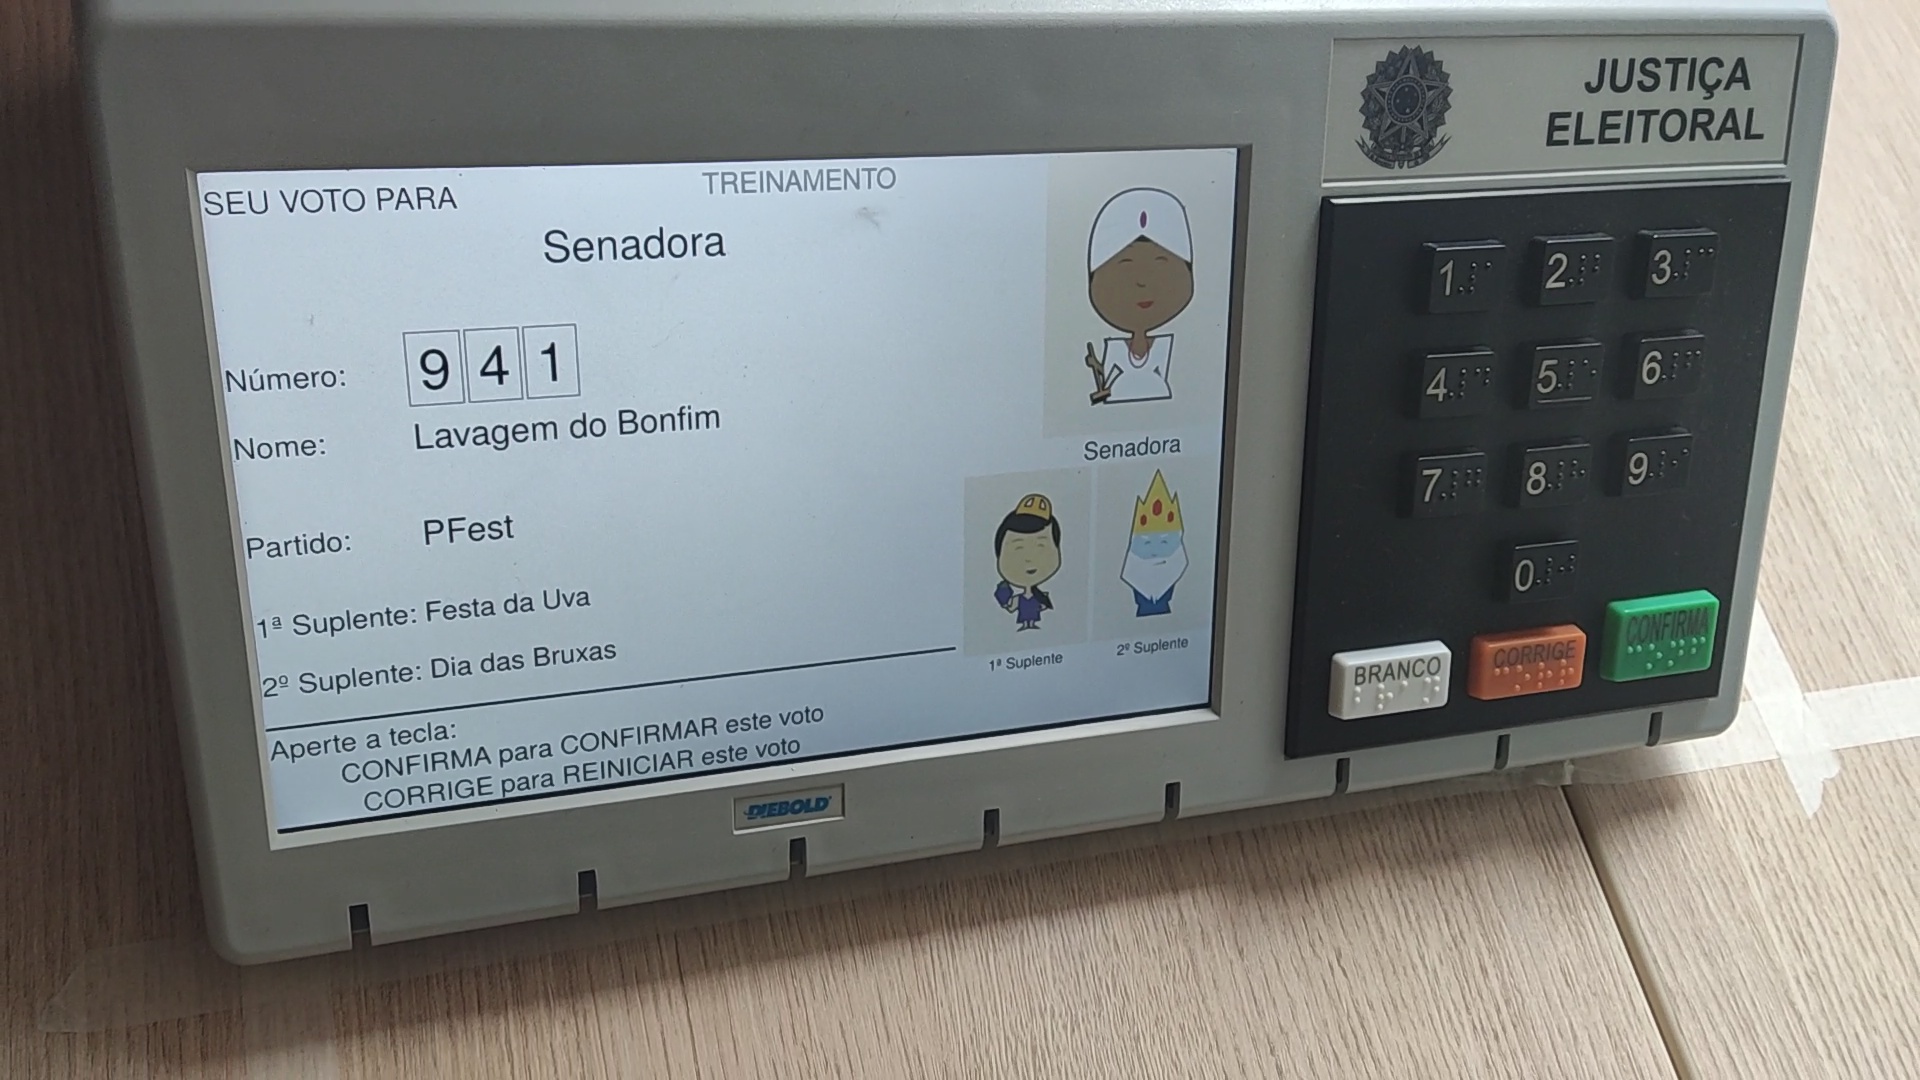 JUSTIÇA
ELEITORAL
TREINAMENTO
SEU VOTO PARA
Senadora
Número: 9 4 1
Nome: Lavagem do Bonfim
Senadora
Partido: PFest
1ª Suplente: Festa da Uva
2º Suplente: Dia das Bruxas
1ª Suplente
2º Suplente
Aperte a tecla:
CONFIRMA para CONFIRMAR este voto
CORRIGE para REINICIAR este voto
DIEBOLD
1 2 3
4 5 6
7 8 9
0
BRANCO CORRIGE CONFIRMA